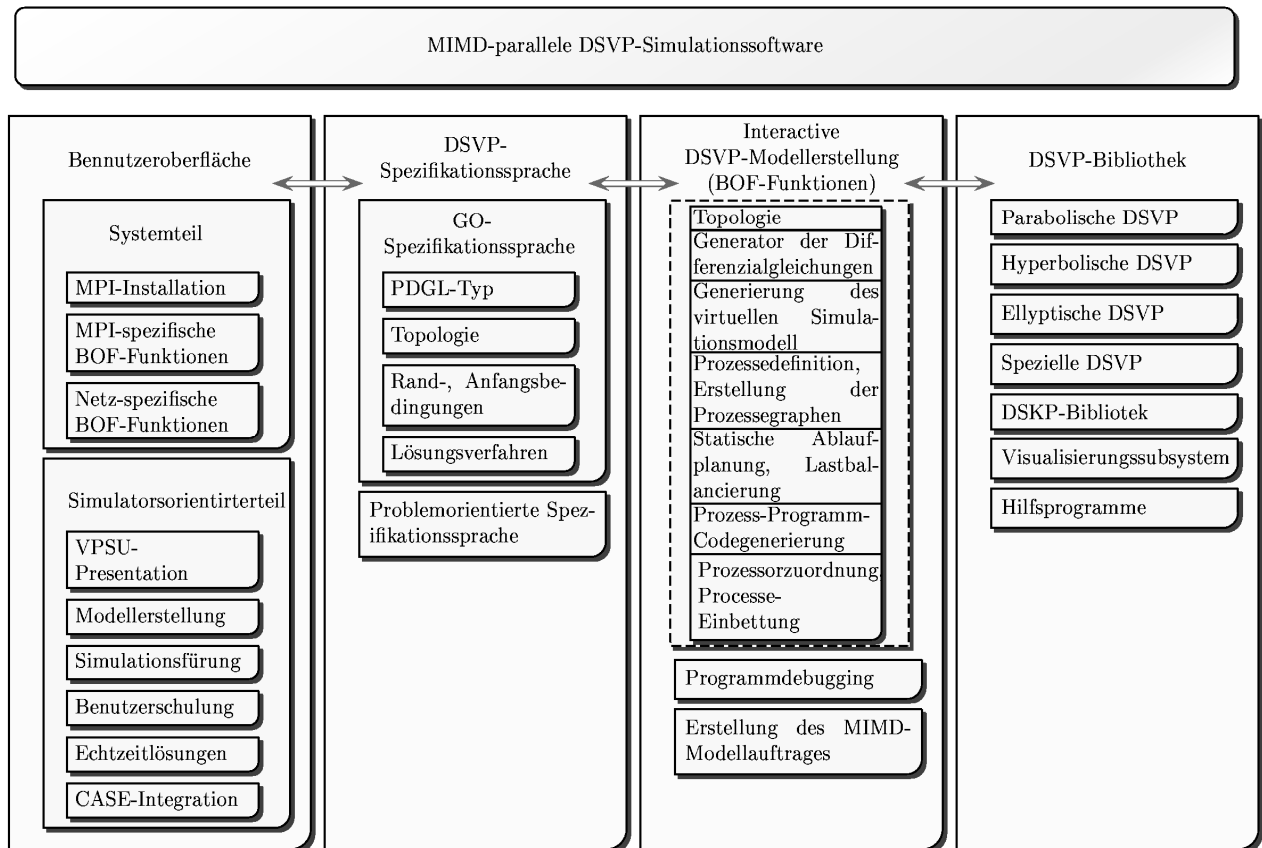 MIMD-parallele DSVP-Simulationssoftware
Bennutzeroberfläche
Systemteil
MPI-Installation
MPI-spezifische
BOF-Funktionen
Netz-spezifische
BOF-Funktionen
Simulatorsorientirterteil
VPSU-
Presentation
Modellerstellung
Simulationsfürung
Benutzerschulung
Echtzeitlösungen
CASE-Integration
DSVP-
Spezifikationssprache
GO-
Spezifikationssprache
PDGL-Typ
Topologie
Rand-, Anfangsbe-
dingungen
Lösungsverfahren
Problemorientierte Spez-
ifikationssprache
Interactive
DSVP-Modellerstellung
(BOF-Funktionen)
Topologie
Generator der Dif-
ferenzialgleichungen
Generierung des
virtuellen Simula-
tionsmodell
Prozessedefinition,
Erstellung der
Prozessegraphen
Statische Ablauf-
planung, Lastbal-
ancierung
Prozess-Programm-
Codegenerierung
Prozessorzuordnung,
Processe-
Einbettung
Programmdebugging
Erstellung des MIMD-
Modellauftrages
DSVP-Bibliothek
Parabolische DSVP
Hyperbolische DSVP
Ellyptische DSVP
Spezielle DSVP
DSKP-Bibliotek
Visualisierungssubsystem
Hilfsprogramme